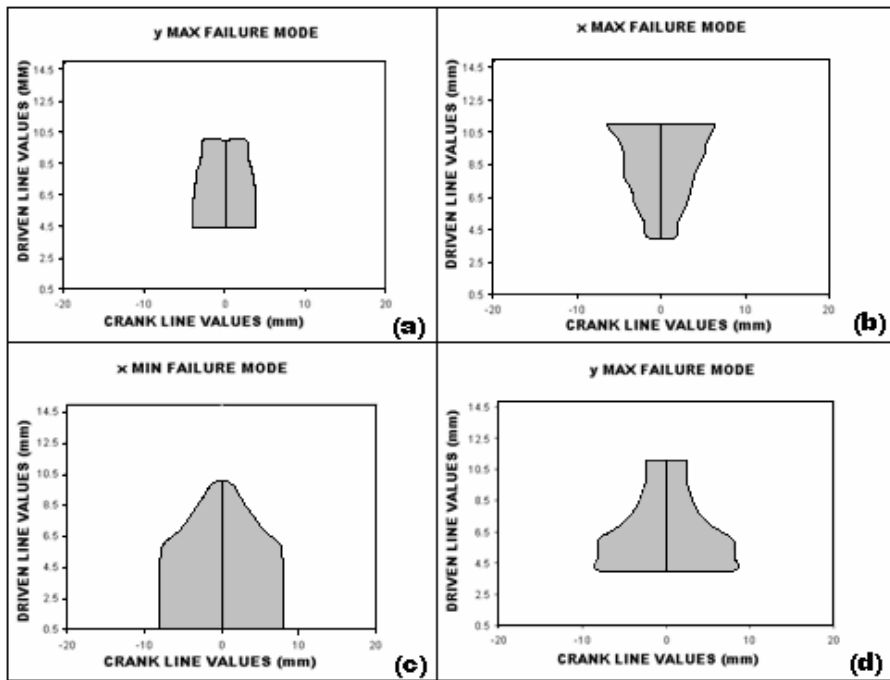 y MAX FAILURE MODE
DRIVEN LINE VALUES (MM)
14.5
12.5
10.5
8.5
6.5
4.5
2.5
0.5
-20 -10 0 10 20
CRANK LINE VALUES (mm)
(a)
x MAX FAILURE MODE
DRIVEN LINE VALUES (mm)
14.5
12.5
10.5
8.5
6.5
4.5
2.5
0.5
-20 -10 0 10 20
CRANK LINE VALUES (mm)
(b)
x MIN FAILURE MODE
DRIVEN LINE VALUES (mm)
14.5
12.5
10.5
8.5
6.5
4.5
2.5
0.5
-20 -10 0 10 20
CRANK LINE VALUES (mm)
(c)
y MAX FAILURE MODE
DRIVEN LINE VALUES (mm)
14.5
12.5
10.5
8.5
6.5
4.5
2.5
0.5
-20 -10 0 10 20
CRANK LINE VALUES (mm)
(d)